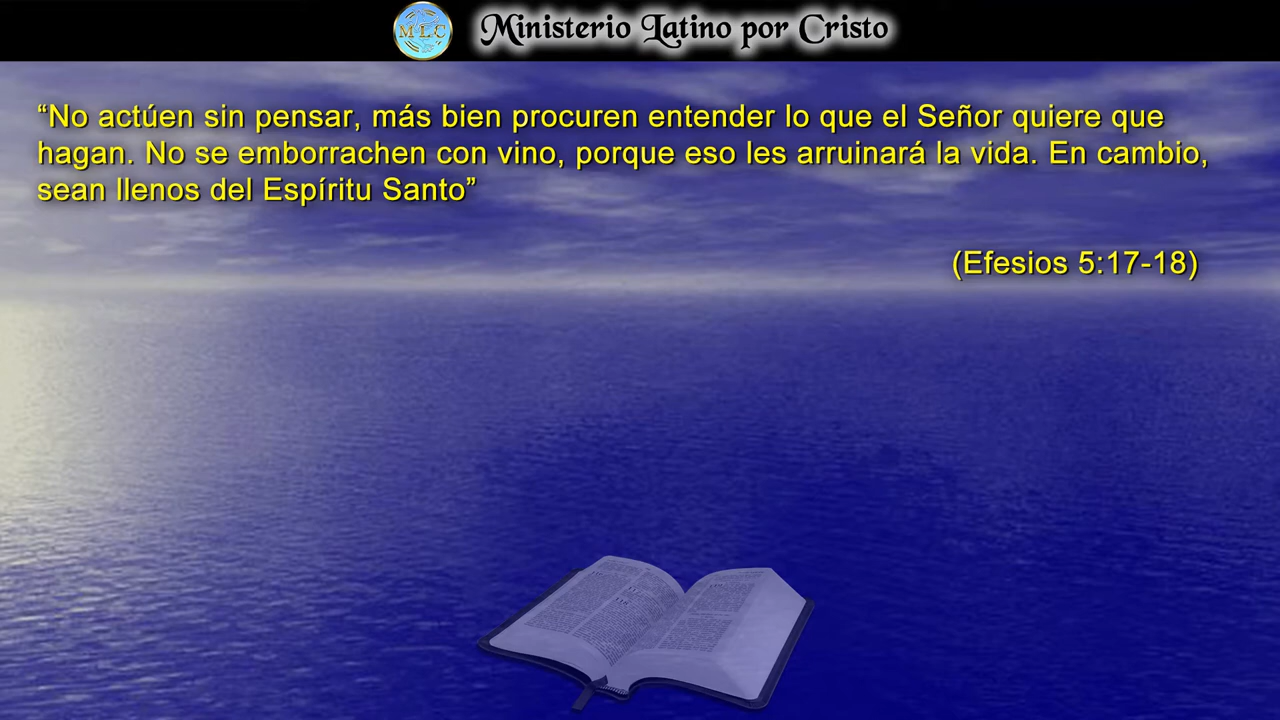 MLC Ministerio Latino por Cristo
“No actúen sin pensar, más bien procuren entender lo que el Señor quiere que
hagan. No se emborrachen con vino, porque eso les arruinará la vida. En cambio,
sean llenos del Espíritu Santo”
(Efesios 5:17-18)